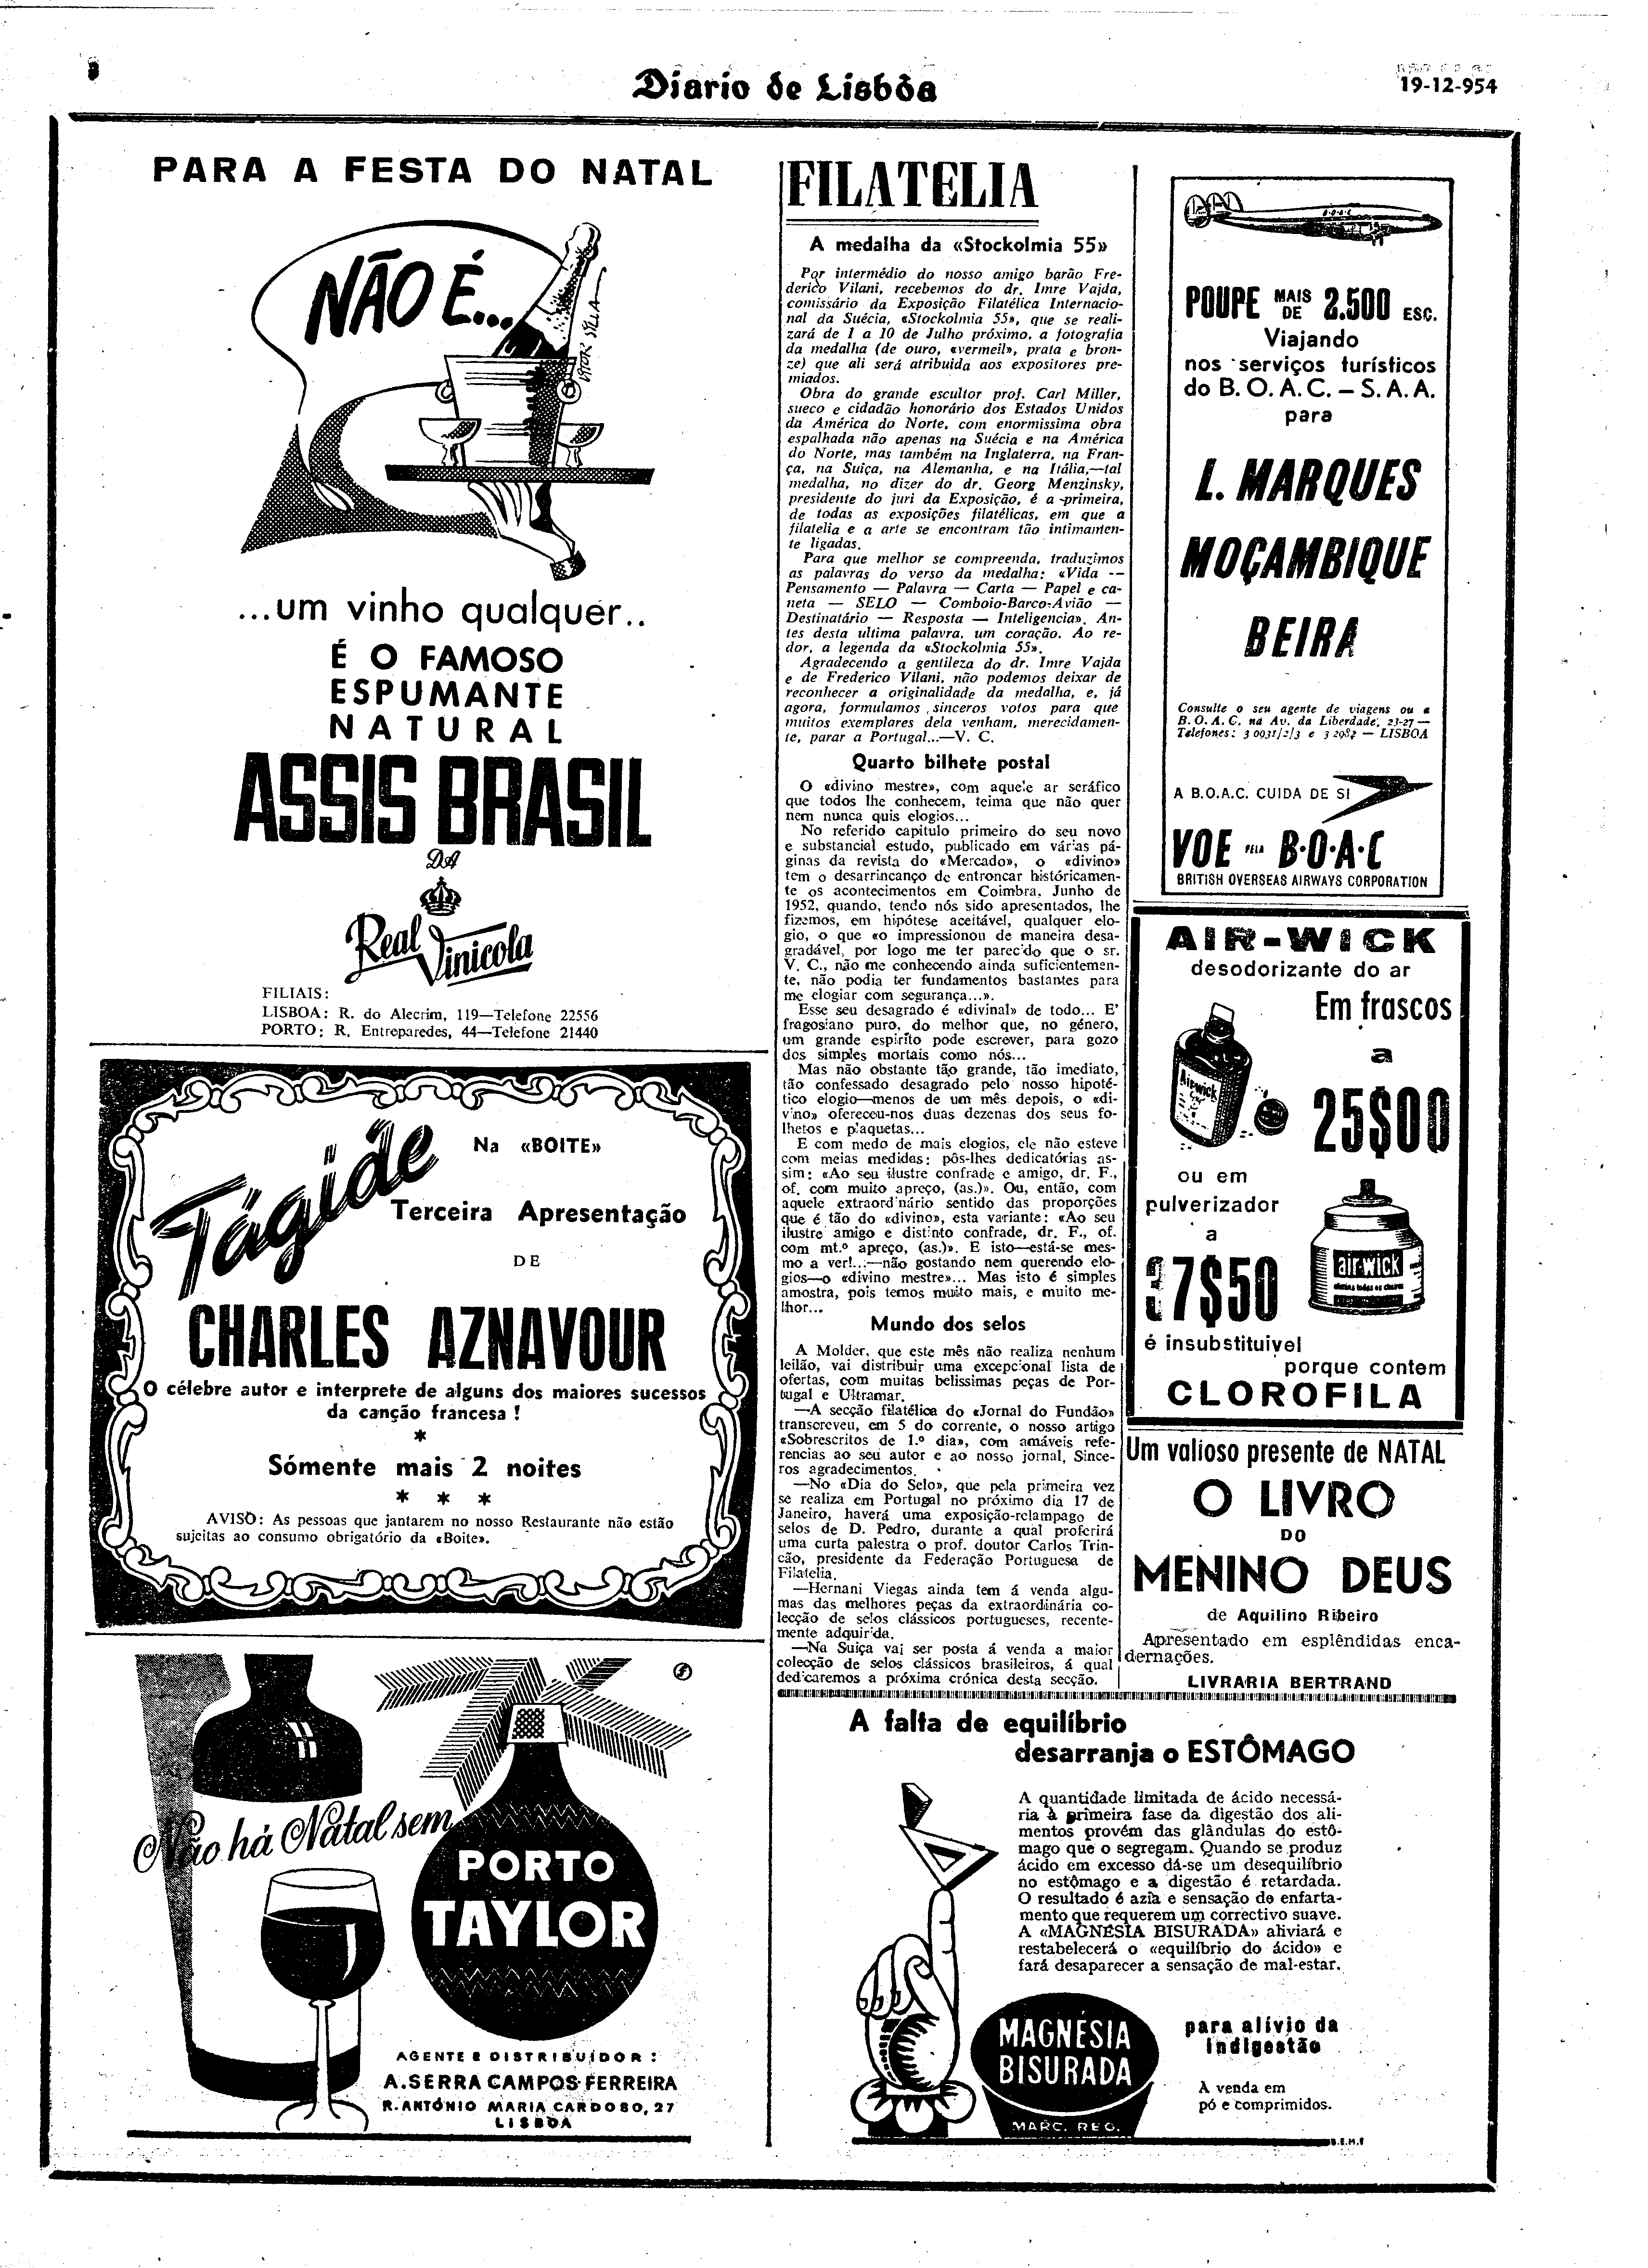 Diario de Lisbôa
19-12-954
PARA A FESTA DO NATAL
NÃO É...
VITOR SILLA
...um vinho qualquer..
É O FAMOSO
ESPUMANTE
NATURAL
ASSIS BRASIL
DA
Real
Vinicola
FILIAIS:
LISBOA: R. do Alecrim, 119—Telefone 22556
PORTO: R. Entreparedes, 44—Telefone 21440
Tágide
Na «BOITE»
Terceira Apresentação
DE
CHARLES AZNAVOUR
O célebre autor e interprete de alguns dos maiores sucessos
da canção francesa !
*
Sómente mais 2 noites
* * *
AVISO: As pessoas que jantarem no nosso Restaurante não estão
sujeitas ao consumo obrigatório da «Boite».
Não há Natal sem
PORTO
TAYLOR
AGENTE E DISTRIBUÍDOR :
A. SERRA CAMPOS FERREIRA
R. ANTÓNIO MARIA CARDOSO, 27
LISBOA
FILATELIA
A medalha da «Stockolmia 55»
Por intermédio do nosso amigo barão Fre-
derico Vilani, recebemos do dr. Imre Vajda,
comissário da Exposição Filatélica Internacio-
nal da Suécia, «Stockolmia 55», que se reali-
zará de 1 a 10 de Julho próximo, a fotografia
da medalha (de ouro, «vermeil», prata e bron-
ze) que ali será atribuida aos expositores pre-
miados.
Obra do grande escultor prof. Carl Miller,
sueco e cidadão honorário dos Estados Unidos
da América do Norte, com enormissima obra
espalhada não apenas na Suécia e na América
do Norte, mas também na Inglaterra, na Fran-
ça, na Suiça, na Alemanha, e na Itália,—tal
medalha, no dizer do dr. Georg Menzinsky,
presidente do juri da Exposição, é a primeira,
de todas as exposições filatélicas, em que a
filatelia e a arte se encontram tão intimamen-
te ligadas.
Para que melhor se compreenda, traduzimos
as palavras do verso da medalha: «Vida —
Pensamento — Palavra — Carta — Papel e ca-
neta — SELO — Comboio-Barco-Avião —
Destinatário — Resposta — Inteligencia». An-
tes desta ultima palavra, um coração. Ao re-
dor, a legenda da «Stockolmia 55».
Agradecendo a gentileza do dr. Imre Vajda
e de Frederico Vilani, não podemos deixar de
reconhecer a originalidade da medalha, e, já
agora, formulamos sinceros votos para que
muitos exemplares dela venham, merecidamen-
te, parar a Portugal...—V. C.
Quarto bilhete postal
O «divino mestre», com aquele ar seráfico
que todos lhe conhecem, teima que não quer
nem nunca quis elogios...
No referido capitulo primeiro do seu novo
e substancial estudo, publicado em várias pá-
ginas da revista do «Mercado», o «divino»
tem o desarrincanço de entroncar históricamen-
te os acontecimentos em Coimbra, Junho de
1952, quando, tendo nós sido apresentados, lhe
fizemos, em hipótese aceitável, qualquer elo-
gio, o que «o impressionou de maneira desa-
gradável, por logo me ter parecido que o sr.
V. C., não me conhecendo ainda suficientemen-
te, não podia ter fundamentos bastantes para
me elogiar com segurança...».
Esse seu desagrado é «divinal» de todo... E'
fragosiano puro, do melhor que, no género,
um grande espirito pode escrever, para gozo
dos simples mortais como nós...
Mas não obstante tão grande, tão imediato,
tão confessado desagrado pelo nosso hipoté-
tico elogio—menos de um mês depois, o «di-
vino» ofereceu-nos duas dezenas dos seus fo-
lhetos e plaquetas...
E com medo de mais elogios, ele não esteve
com meias medidas: pôs-lhes dedicatórias as-
sim: «Ao seu ilustre confrade e amigo, dr. F.,
of. com muito apreço, (as.)». Ou, então, com
aquele extraordinário sentido das proporções
que é tão do «divino», esta variante: «Ao seu
ilustre amigo e distinto confrade, dr. F., of.
com mt.º apreço, (as.)». E isto—está-se mes-
mo a ver!...—não gostando nem querendo elo-
gios—o «divino mestre»... Mas isto é simples
amostra, pois temos muito mais, e muito me-
lhor...
Mundo dos selos
A Molder, que este mês não realiza nenhum
leilão, vai distribuir uma excepcional lista de
ofertas, com muitas belissimas peças de Por-
tugal e Ultramar.
—A secção filatélica do «Jornal do Fundão»
transcreveu, em 5 do corrente, o nosso artigo
«Sobrescritos de 1.º dia», com amáveis refe-
rencias ao seu autor e ao nosso jornal. Since-
ros agradecimentos.
—No «Dia do Selo», que pela primeira vez
se realiza em Portugal no próximo dia 17 de
Janeiro, haverá uma exposição-relampago de
selos de D. Pedro, durante a qual proferirá
uma curta palestra o prof. doutor Carlos Trin-
cão, presidente da Federação Portuguesa de
Filatelia.
—Hernani Viegas ainda tem á venda algu-
mas das melhores peças da extraordinária co-
lecção de selos clássicos portugueses, recente-
mente adquirida.
—Na Suiça vai ser posta á venda a maior
colecção de selos clássicos brasileiros, á qual
dedicaremos a próxima crónica desta secção.
B·O·A·C
POUPE MAIS DE 2.500 ESC.
Viajando
nos serviços turísticos
do B. O. A. C. — S. A. A.
para
L. MARQUES
MOÇAMBIQUE
BEIRA
Consulte o seu agente de viagens ou a
B. O. A. C. na Av. da Liberdade, 23-27 —
Telefones: 3 0931/2/3 e 3 2982 — LISBOA
A B.O.A.C. CUIDA DE SI
VOE PELA B·O·A·C
BRITISH OVERSEAS AIRWAYS CORPORATION
AIR-WICK
desodorizante do ar
Em frascos
a
25$00
Airwick
ou em
pulverizador
a
7$50
air-wick
elimina todos os cheiros
é insubstituivel
porque contem
CLOROFILA
Um valioso presente de NATAL
O LIVRO
DO
MENINO DEUS
de Aquilino Ribeiro
Apresentado em esplêndidas enca-
dernações.
LIVRARIA BERTRAND
A falta de equilíbrio
desarranja o ESTÔMAGO
A quantidade limitada de ácido necessá-
ria à primeira fase da digestão dos ali-
mentos provém das glândulas do estô-
mago que o segregam. Quando se produz
ácido em excesso dá-se um desequilíbrio
no estômago e a digestão é retardada.
O resultado é azia e sensação de enfarta-
mento que requerem um correctivo suave.
A «MAGNÉSIA BISURADA» aliviará e
restabelecerá o «equilíbrio do ácido» e
fará desaparecer a sensação de mal-estar.
MAGNÉSIA
BISURADA
MARC. REG.
para alívio da
indigestão
À venda em
pó e comprimidos.
B.E.M.E